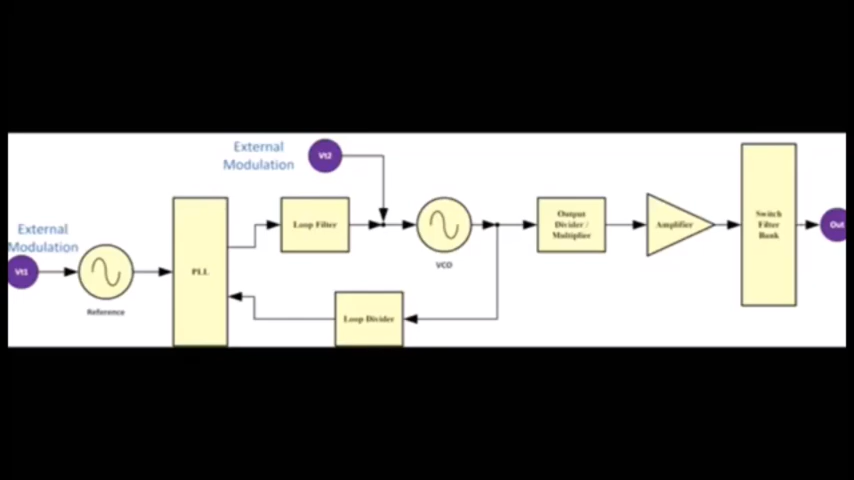 External
Modulation
Vt2
External
Modulation
Vt1
Reference
PLL
Loop Filter
VCO
Loop Divider
Output
Divider /
Multiplier
Amplifier
Switch
Filter
Bank
Out